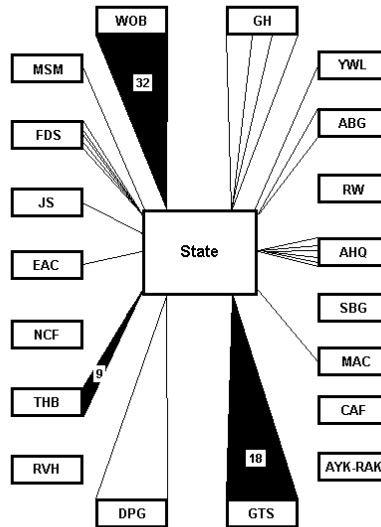 WOB
GH
MSM
YWL
32
FDS
ABG
JS
RW
State
AHQ
EAC
SBG
NCF
MAC
9
THB
CAF
18
RVH
AYK-RAK
DPG
GTS